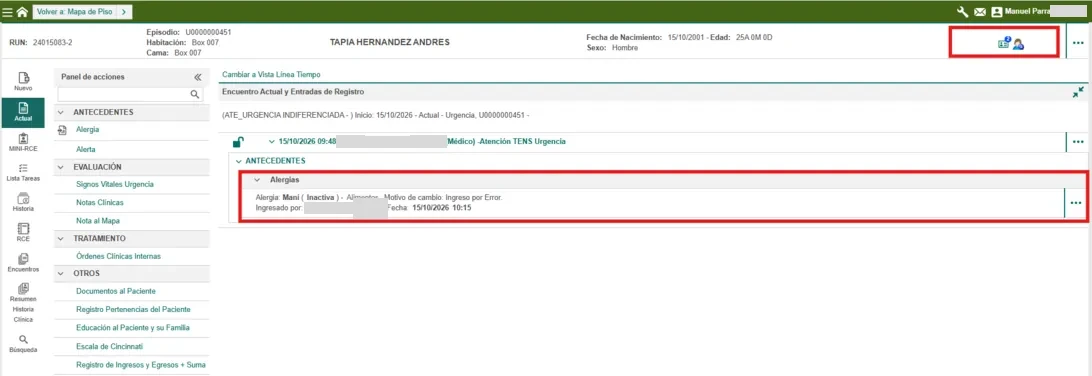 Volver a: Mapa de Piso
Manuel Parra
RUN: 24015083-2
Episodio: U0000000451
Habitación: Box 007
Cama: Box 007
TAPIA HERNANDEZ ANDRES
Fecha de Nacimiento: 15/10/2001 - Edad: 25A 0M 0D
Sexo: Hombre
Nuevo
Actual
MINI-RCE
Lista Tareas
Historia
RCE
Encuentros
Resumen
Historia
Clínica
Búsqueda
Panel de acciones
ANTECEDENTES
Alergia
Alerta
EVALUACIÓN
Signos Vitales Urgencia
Notas Clínicas
Nota al Mapa
TRATAMIENTO
Órdenes Clínicas Internas
OTROS
Documentos al Paciente
Registro Pertenencias del Paciente
Educación al Paciente y su Familia
Escala de Cincinnati
Registro de Ingresos y Egresos + Suma
Cambiar a Vista Línea Tiempo
Encuentro Actual y Entradas de Registro
(ATE_URGENCIA INDIFERENCIADA - ) Inicio: 15/10/2026 - Actual - Urgencia, U0000000451 -
15/10/2026 09:48 Médico) -Atención TENS Urgencia
ANTECEDENTES
Alergias
Alergia: Maní ( Inactiva ) - Motivo de cambio: Ingreso por Error.
Ingresado por: Fecha 15/10/2026 10:15